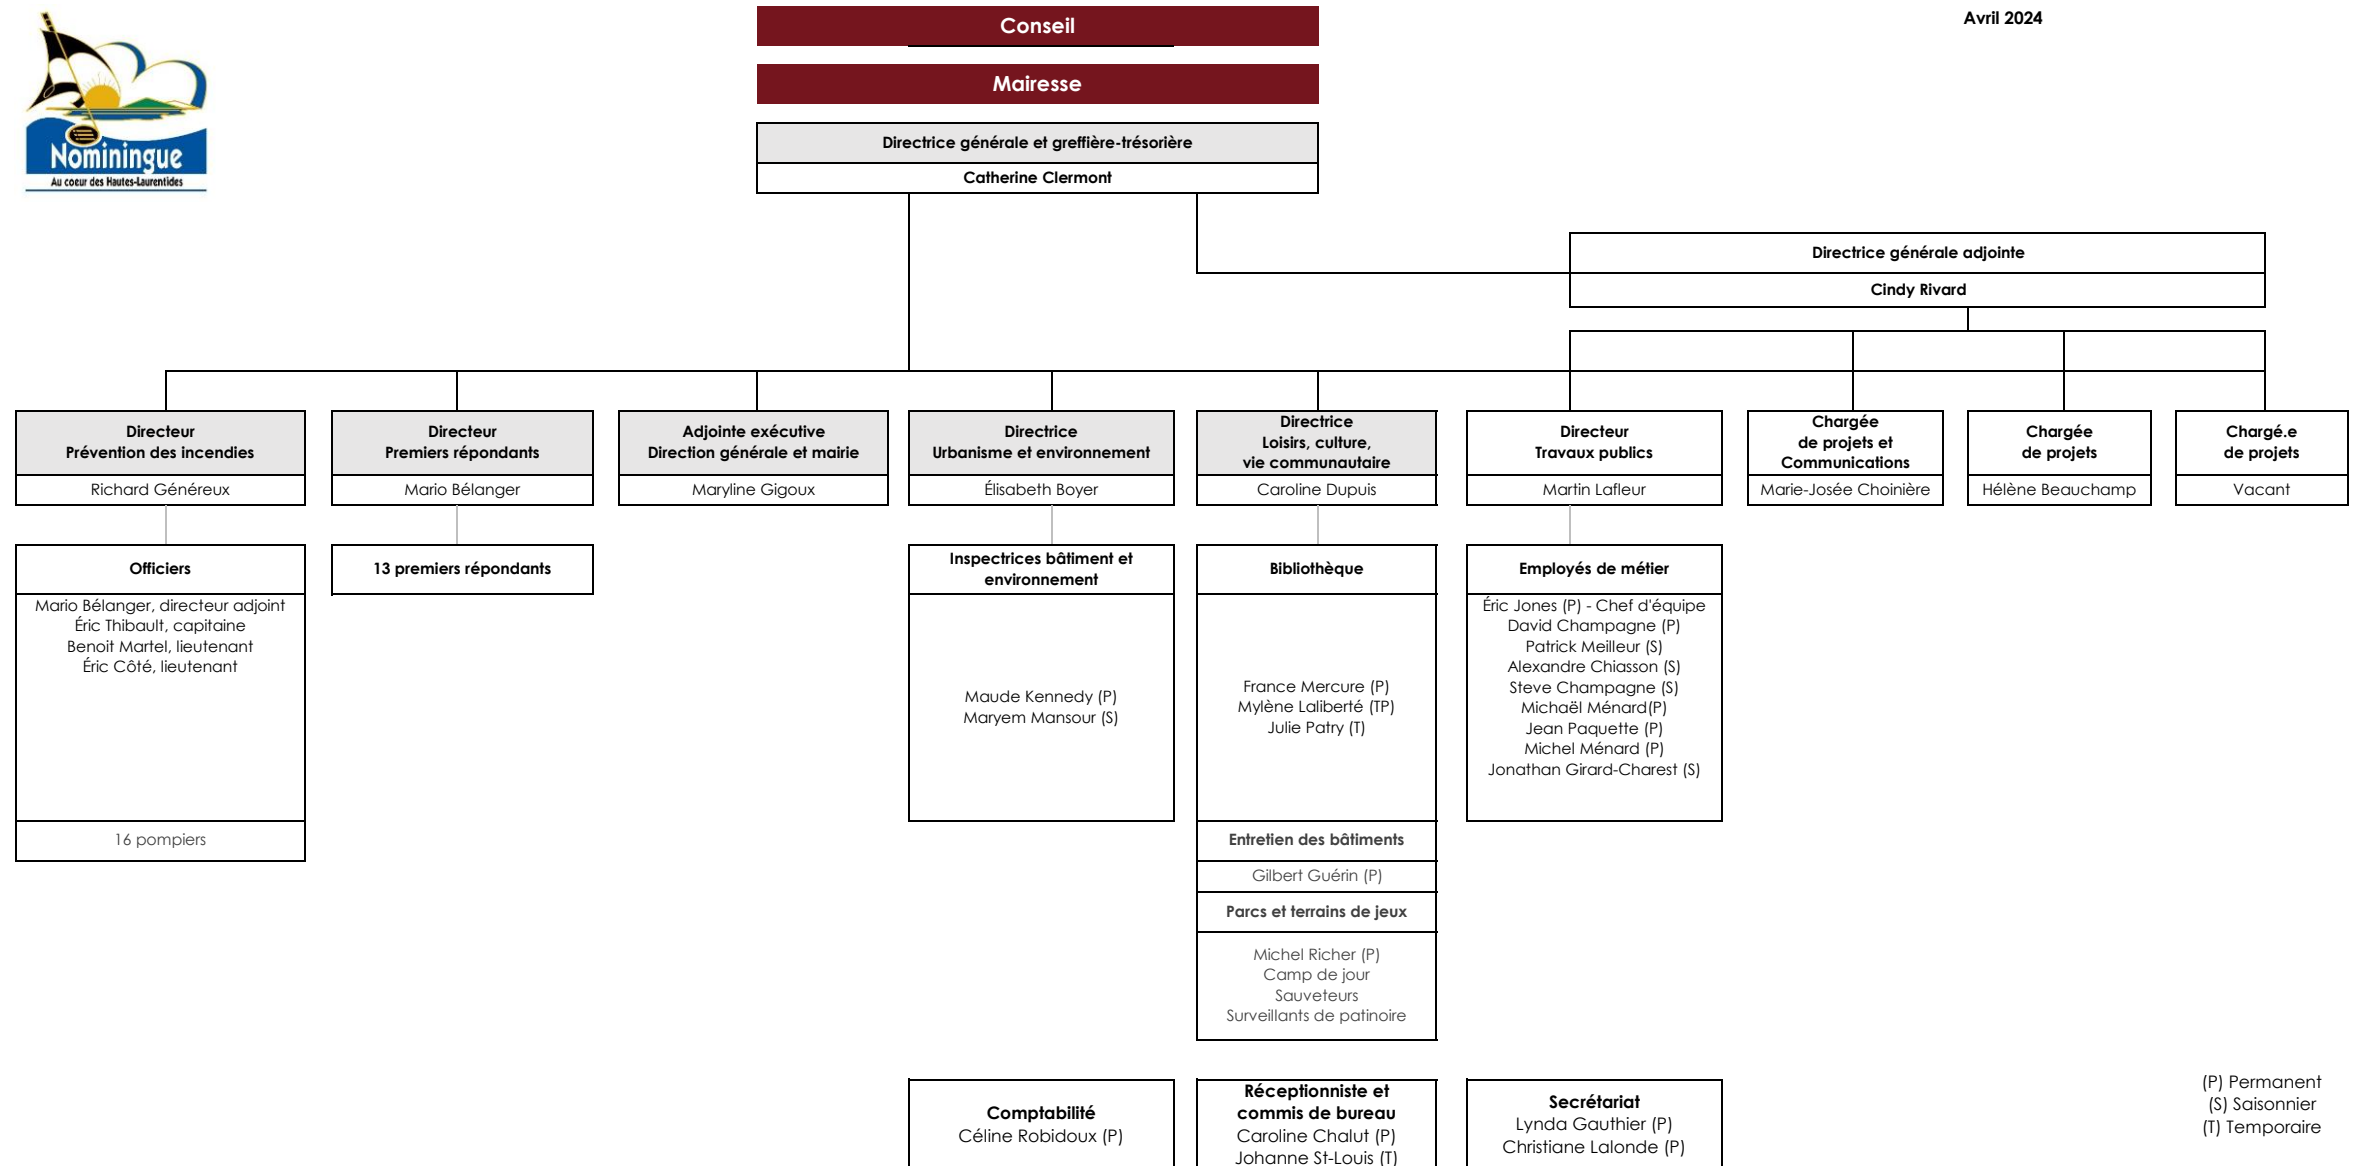 Nominingue
Au coeur des Hautes-Laurentides
Conseil
Avril 2024
Mairesse
Directrice générale et greffière-trésorière
Catherine Clermont
Directrice générale adjointe
Cindy Rivard
Directeur
Prévention des incendies
Richard Généreux
Directeur
Premiers répondants
Mario Bélanger
Adjointe exécutive
Direction générale et mairie
Maryline Gigoux
Directrice
Urbanisme et environnement
Élisabeth Boyer
Directrice
Loisirs, culture,
vie communautaire
Caroline Dupuis
Directeur
Travaux publics
Martin Lafleur
Chargée
de projets et
Communications
Marie-Josée Choinière
Chargée
de projets
Hélène Beauchamp
Chargé.e
de projets
Vacant
Officiers
Mario Bélanger, directeur adjoint
Éric Thibault, capitaine
Benoit Martel, lieutenant
Éric Côté, lieutenant
16 pompiers
13 premiers répondants
Inspectrices bâtiment et
environnement
Maude Kennedy (P)
Maryem Mansour (S)
Bibliothèque
France Mercure (P)
Mylène Laliberté (TP)
Julie Patry (T)
Entretien des bâtiments
Gilbert Guérin (P)
Parcs et terrains de jeux
Michel Richer (P)
Camp de jour
Sauveteurs
Surveillants de patinoire
Employés de métier
Éric Jones (P) - Chef d'équipe
David Champagne (P)
Patrick Meilleur (S)
Alexandre Chiasson (S)
Steve Champagne (S)
Michaël Ménard(P)
Jean Paquette (P)
Michel Ménard (P)
Jonathan Girard-Charest (S)
Comptabilité
Céline Robidoux (P)
Réceptionniste et
commis de bureau
Caroline Chalut (P)
Johanne St-Louis (T)
Secrétariat
Lynda Gauthier (P)
Christiane Lalonde (P)
(P) Permanent
(S) Saisonnier
(T) Temporaire